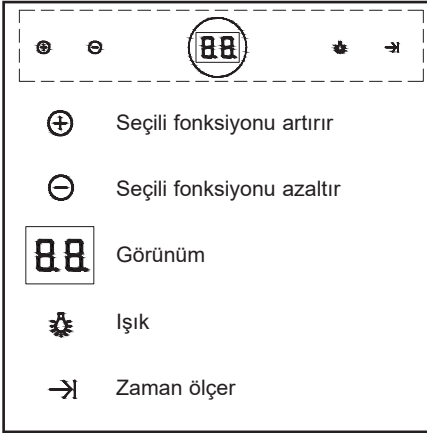 88
Seçili fonksiyonu artırır
Seçili fonksiyonu azaltır
88 Görünüm
Işık
Zaman ölçer